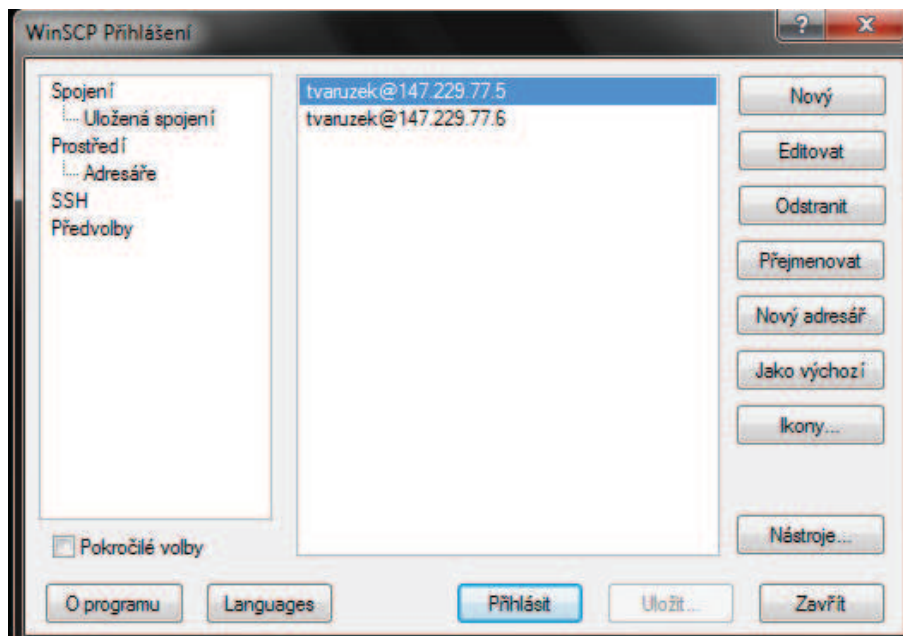 WinSCP Přihlášení
Spojení
Uložená spojení
Prostředí
Adresáře
SSH
Předvolby
Pokročilé volby
tvaruzek@147.229.77.5
tvaruzek@147.229.77.6
Nový
Editovat
Odstranit
Přejmenovat
Nový adresář
Jako výchozí
Ikony...
Nástroje...
O programu
Languages
Přihlásit
Uložit...
Zavřít